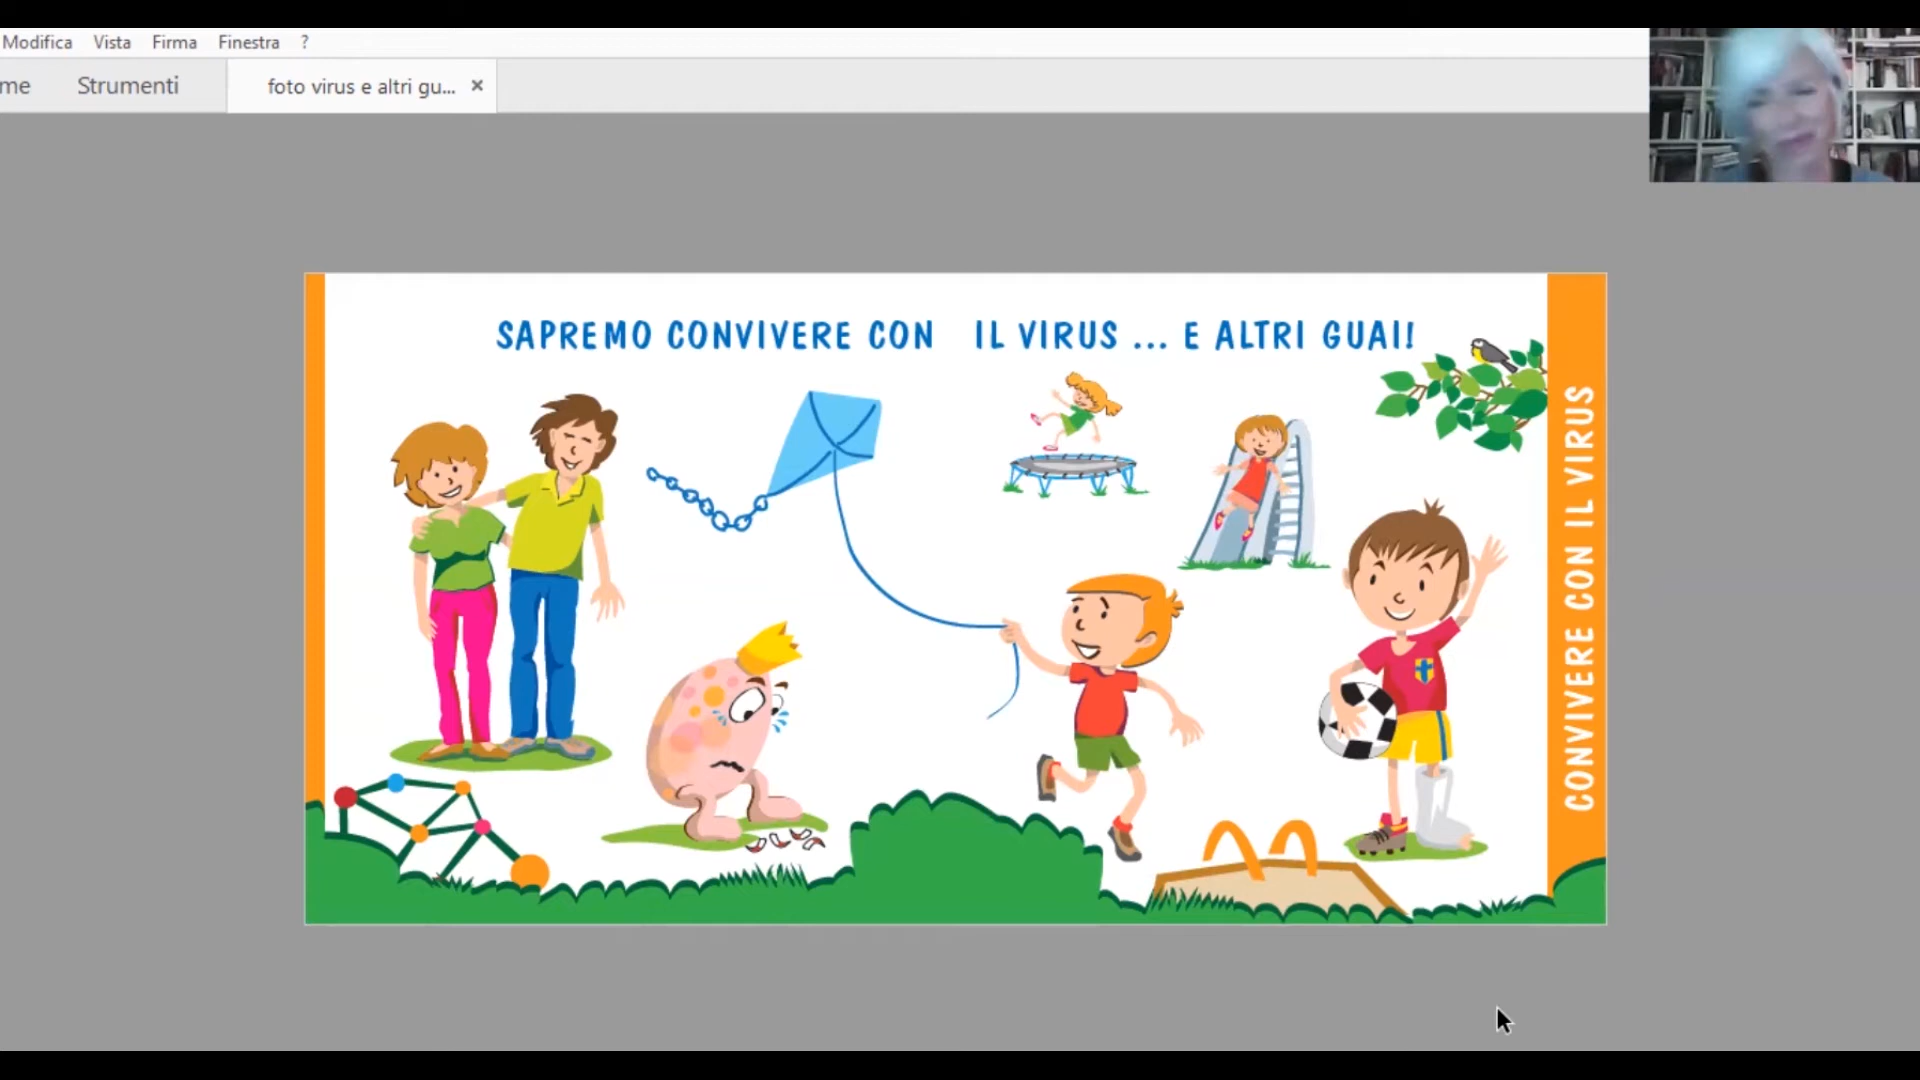 Modifica Vista Firma Finestra ?
me Strumenti foto virus e altri gu... ×
SAPREMO CONVIVERE CON IL VIRUS ... E ALTRI GUAI!
CONVIVERE CON IL VIRUS